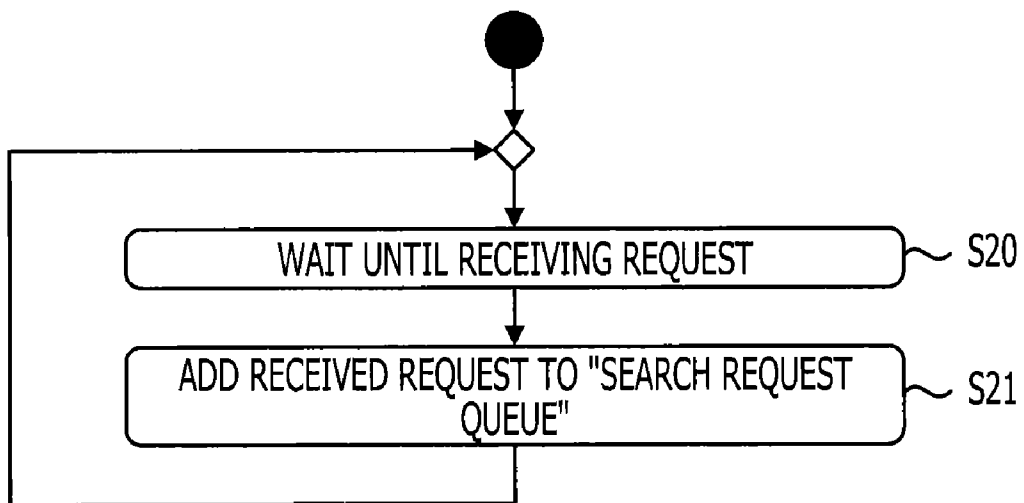 WAIT UNTIL RECEIVING REQUEST
S20
ADD RECEIVED REQUEST TO "SEARCH REQUEST
QUEUE"
S21